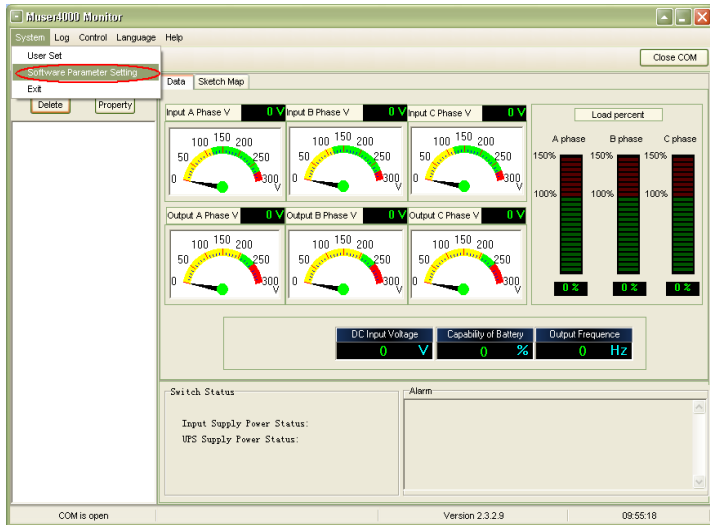 Muser4000 Monitor
System Log Control Language Help
User Set
Software Parameter Setting
Exit
Close COM
Delete Property
Data Sketch Map
Input A Phase V 0 V Input B Phase V 0 V Input C Phase V 0 V
0 50 100 150 200 250 300 V
0 50 100 150 200 250 300 V
0 50 100 150 200 250 300 V
Output A Phase V 0 V Output B Phase V 0 V Output C Phase V 0 V
0 50 100 150 200 250 300 V
0 50 100 150 200 250 300 V
0 50 100 150 200 250 300 V
Load percent
A phase B phase C phase
150% 150% 150%
100% 100% 100%
0 % 0 % 0 %
DC Input Voltage Capability of Battery Output Frequence
0 V 0 % 0 Hz
Switch Status
Input Supply Power Status:
UPS Supply Power Status:
Alarm
COM is open Version 2.3.2.9 09:55:18